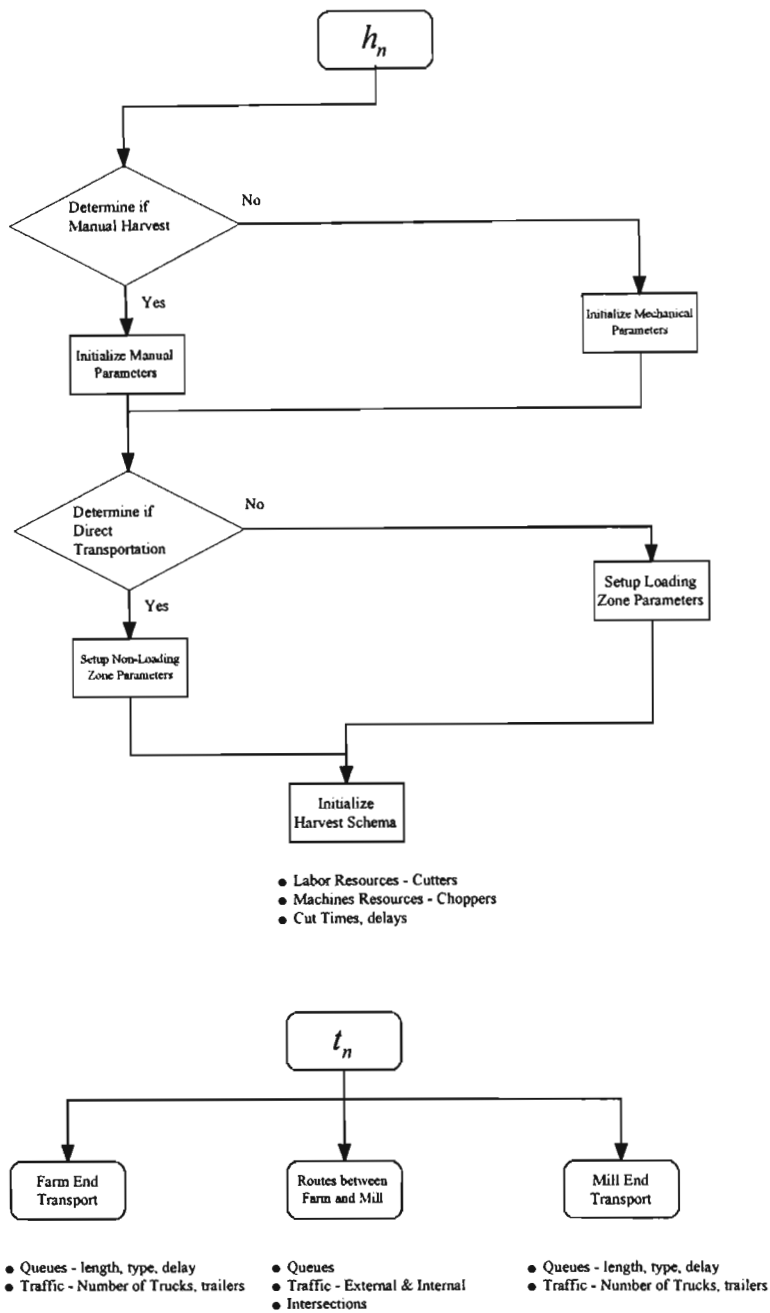 hn
Determine if
Manual Harvest
No
Yes
Initialize Manual
Parameters
Initialize Mechanical
Parameters
Determine if
Direct
Transportation
No
Yes
Setup Non-Loading
Zone Parameters
Setup Loading
Zone Parameters
Initialize
Harvest Schema
● Labor Resources - Cutters
● Machines Resources - Choppers
● Cut Times, delays
tn
Farm End
Transport
Routes between
Farm and Mill
Mill End
Transport
● Queues - length, type, delay
● Traffic - Number of Trucks, trailers
● Queues
● Traffic - External & Internal
● Intersections
● Queues - length, type, delay
● Traffic - Number of Trucks, trailers